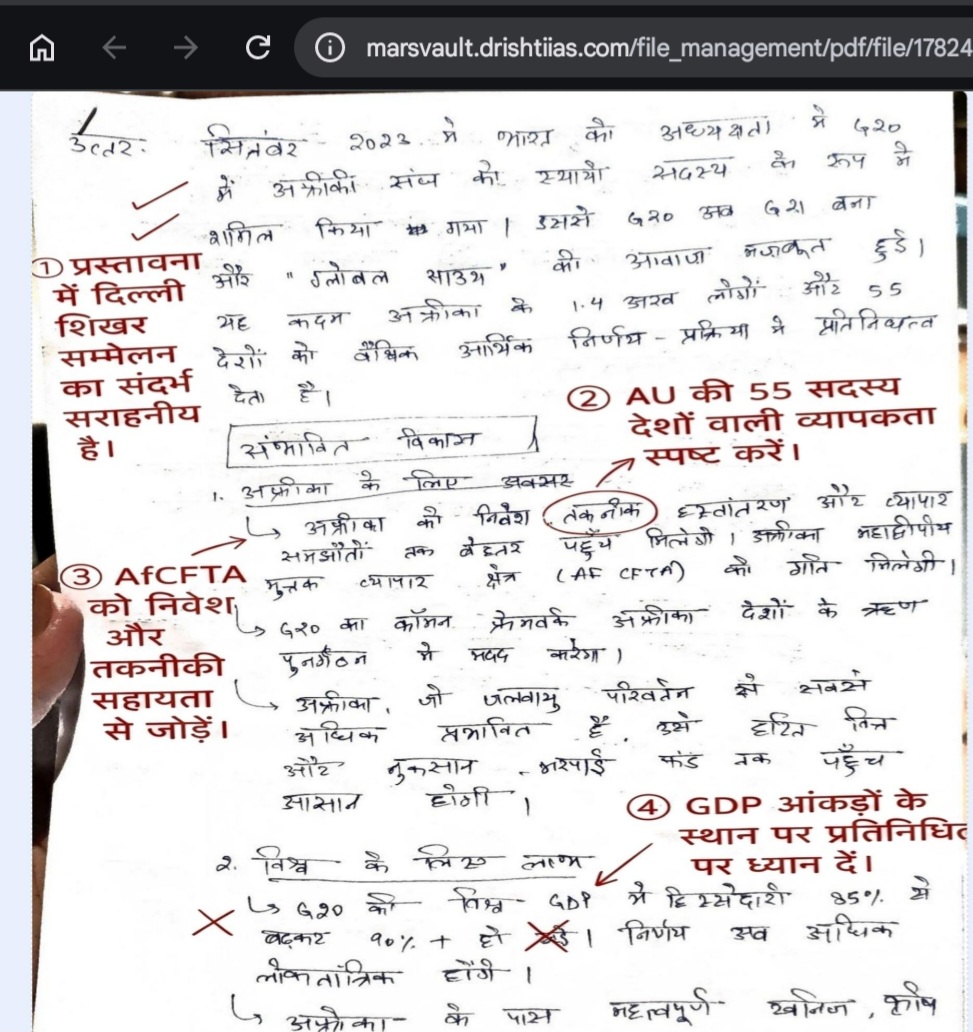 marsvault.drishtiias.com/file_management/pdf/file/17824
उत्तर. सितंबर 2023 मे भारत की अध्यक्षता मे G20
में अफ्रीकी संघ को स्थायी सदस्य के रूप मे
शामिल किया गया। इससे G20 अब G21 बना
और "ग्लोबल साउथ" की आवाज मजबूत हुई।
यह कदम अफ्रीका के 1.4 अरब लोगों और 55
देशों को वैश्विक आर्थिक निर्णय - प्रक्रिया मे प्रतिनिधित्व
देता है।
① प्रस्तावना
में दिल्ली
शिखर
सम्मेलन
का संदर्भ
सराहनीय
है।
② AU की 55 सदस्य
देशों वाली व्यापकता
स्पष्ट करें।
संभावित विकास
1. अफ्रीका के लिए अवसर
अफ्रीका को निवेश, तकनीक हस्तांतरण और व्यापार
समझौतों तक बेहतर पहुँच मिलेगी। अफ्रीका महाद्वीपीय
मुक्त व्यापार क्षेत्र (AF CFTA) को गति मिलेगी।
③ AfCFTA
को निवेश
और
तकनीकी
सहायता
से जोड़ें।
G20 का कॉमन फ्रेमवर्क अफ्रीका देशों के ऋण
पुनर्गठन मे मदद करेगा।
अफ्रीका, जो जलवायु परिवर्तन से सबसे
अधिक प्रभावित है, उसे हरित वित्त
और नुकसान - भरपाई फंड तक पहुँच
आसान होगी।
④ GDP आंकड़ों के
स्थान पर प्रतिनिधित
पर ध्यान दें।
2. विश्व के लिए लाभ
G20 की विश्व - GDP मे हिस्सेदारी 85% से
बढ़कर 90% + हो । निर्णय अब अधिक
लोकतांत्रिक होंगे।
अफ्रीका के पास महत्वपूर्ण खनिज, कृषि